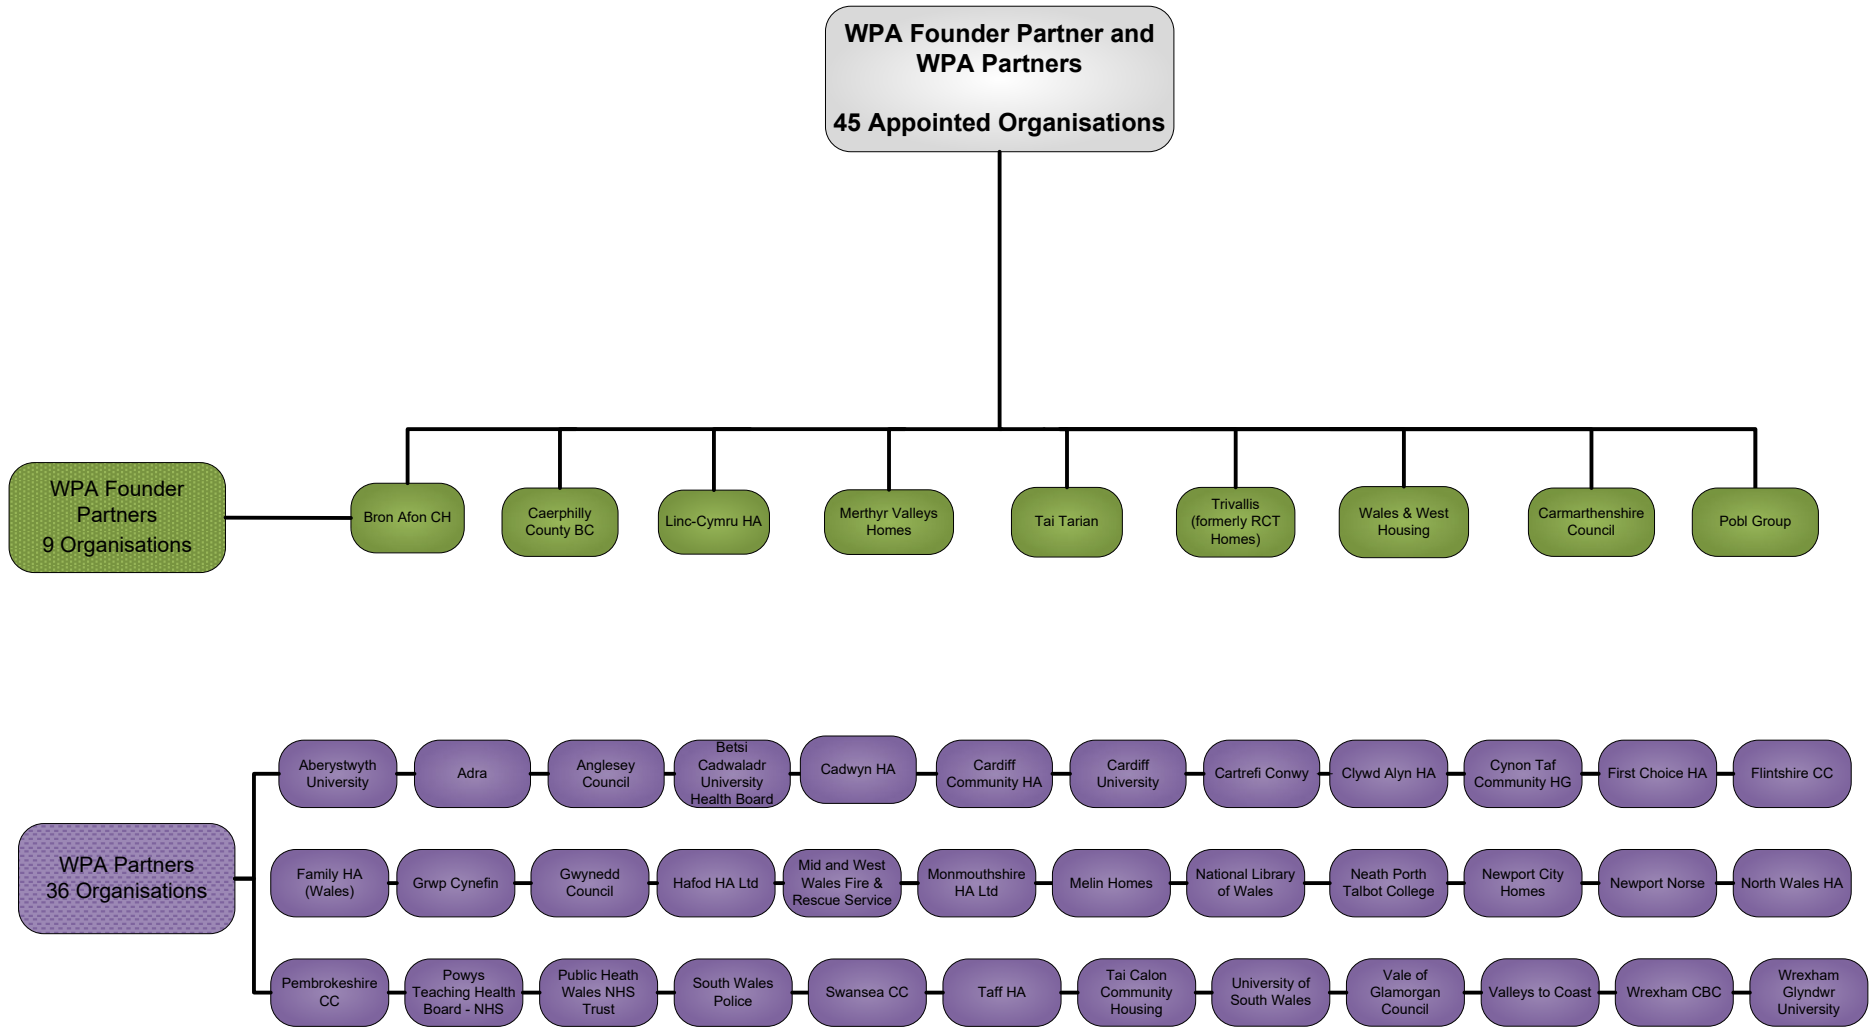 WPA Founder Partner and
WPA Partners
45 Appointed Organisations
WPA Founder
Partners
9 Organisations
Bron Afon CH
Caerphilly
County BC
Linc-Cymru HA
Merthyr Valleys
Homes
Tai Tarian
Trivallis
(formerly RCT
Homes)
Wales & West
Housing
Carmarthenshire
Council
Pobl Group
WPA Partners
36 Organisations
Aberystwyth
University
Adra
Anglesey
Council
Betsi
Cadwaladr
University
Health Board
Cadwyn HA
Cardiff
Community HA
Cardiff
University
Cartrefi Conwy
Clywd Alyn HA
Cynon Taf
Community HG
First Choice HA
Flintshire CC
Family HA
(Wales)
Grwp Cynefin
Gwynedd
Council
Hafod HA Ltd
Mid and West
Wales Fire &
Rescue Service
Monmouthshire
HA Ltd
Melin Homes
National Library
of Wales
Neath Porth
Talbot College
Newport City
Homes
Newport Norse
North Wales HA
Pembrokeshire
CC
Powys
Teaching Health
Board - NHS
Public Heath
Wales NHS
Trust
South Wales
Police
Swansea CC
Taff HA
Tai Calon
Community
Housing
University of
South Wales
Vale of
Glamorgan
Council
Valleys to Coast
Wrexham CBC
Wrexham
Glyndwr
University